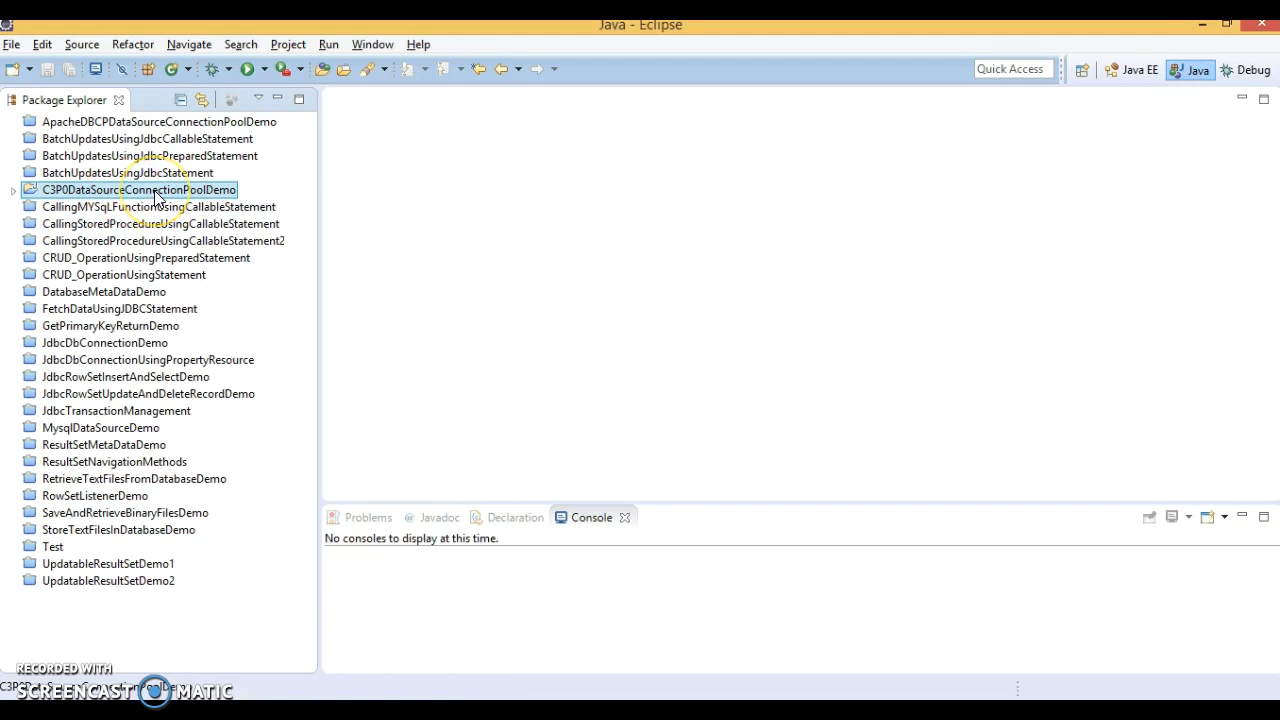 Java - Eclipse
File Edit Source Refactor Navigate Search Project Run Window Help
Quick Access Java EE Java Debug
Package Explorer
ApacheDBCPDataSourceConnectionPoolDemo
BatchUpdatesUsingJdbcCallableStatement
BatchUpdatesUsingJdbcPreparedStatement
BatchUpdatesUsingJdbcStatement
C3P0DataSourceConnectionPoolDemo
CallingMYSqLFunctionUsingCallableStatement
CallingStoredProcedureUsingCallableStatement
CallingStoredProcedureUsingCallableStatement2
CRUD_OperationUsingPreparedStatement
CRUD_OperationUsingStatement
DatabaseMetaDataDemo
FetchDataUsingJDBCStatement
GetPrimaryKeyReturnDemo
JdbcDbConnectionDemo
JdbcDbConnectionUsingPropertyResource
JdbcRowSetInsertAndSelectDemo
JdbcRowSetUpdateAndDeleteRecordDemo
JdbcTransactionManagement
MysqlDataSourceDemo
ResultSetMetaDataDemo
ResultSetNavigationMethods
RetrieveTextFilesFromDatabaseDemo
RowSetListenerDemo
SaveAndRetrieveBinaryFilesDemo
StoreTextFilesInDatabaseDemo
Test
UpdatableResultSetDemo1
UpdatableResultSetDemo2
Problems Javadoc Declaration Console
No consoles to display at this time.
RECORDED WITH
SCREENCAST MATIC